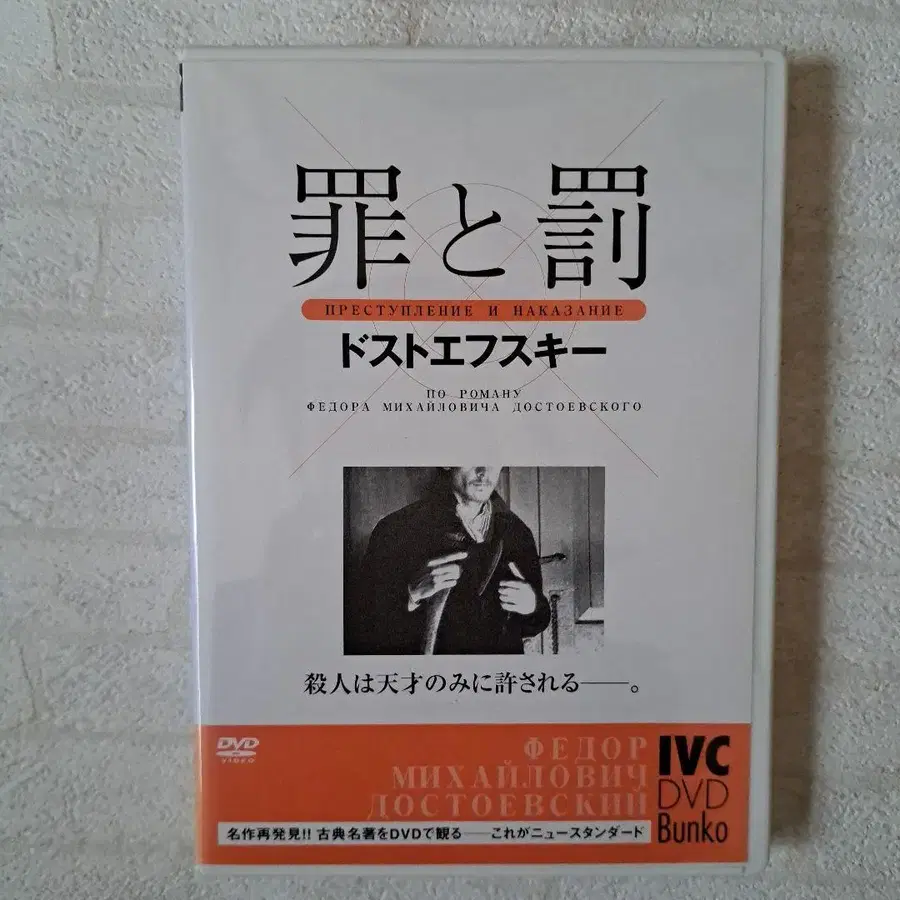 罪と罰
ПРЕСТУПЛЕНИЕ И НАКАЗАНИЕ
ドストエフスキー
ПО РОМАНУ
ФЕДОРА МИХАЙЛОВИЧА ДОСТОЕВСКОГО
殺人は天才のみに許される――。
DVD
VIDEO
ФЕДОР
МИХАЙЛОВИЧ
ДОСТОЕВСКИЙ
IVC
DVD
Bunko
名作再発見!! 古典名著をDVDで観る――これがニュースタンダード